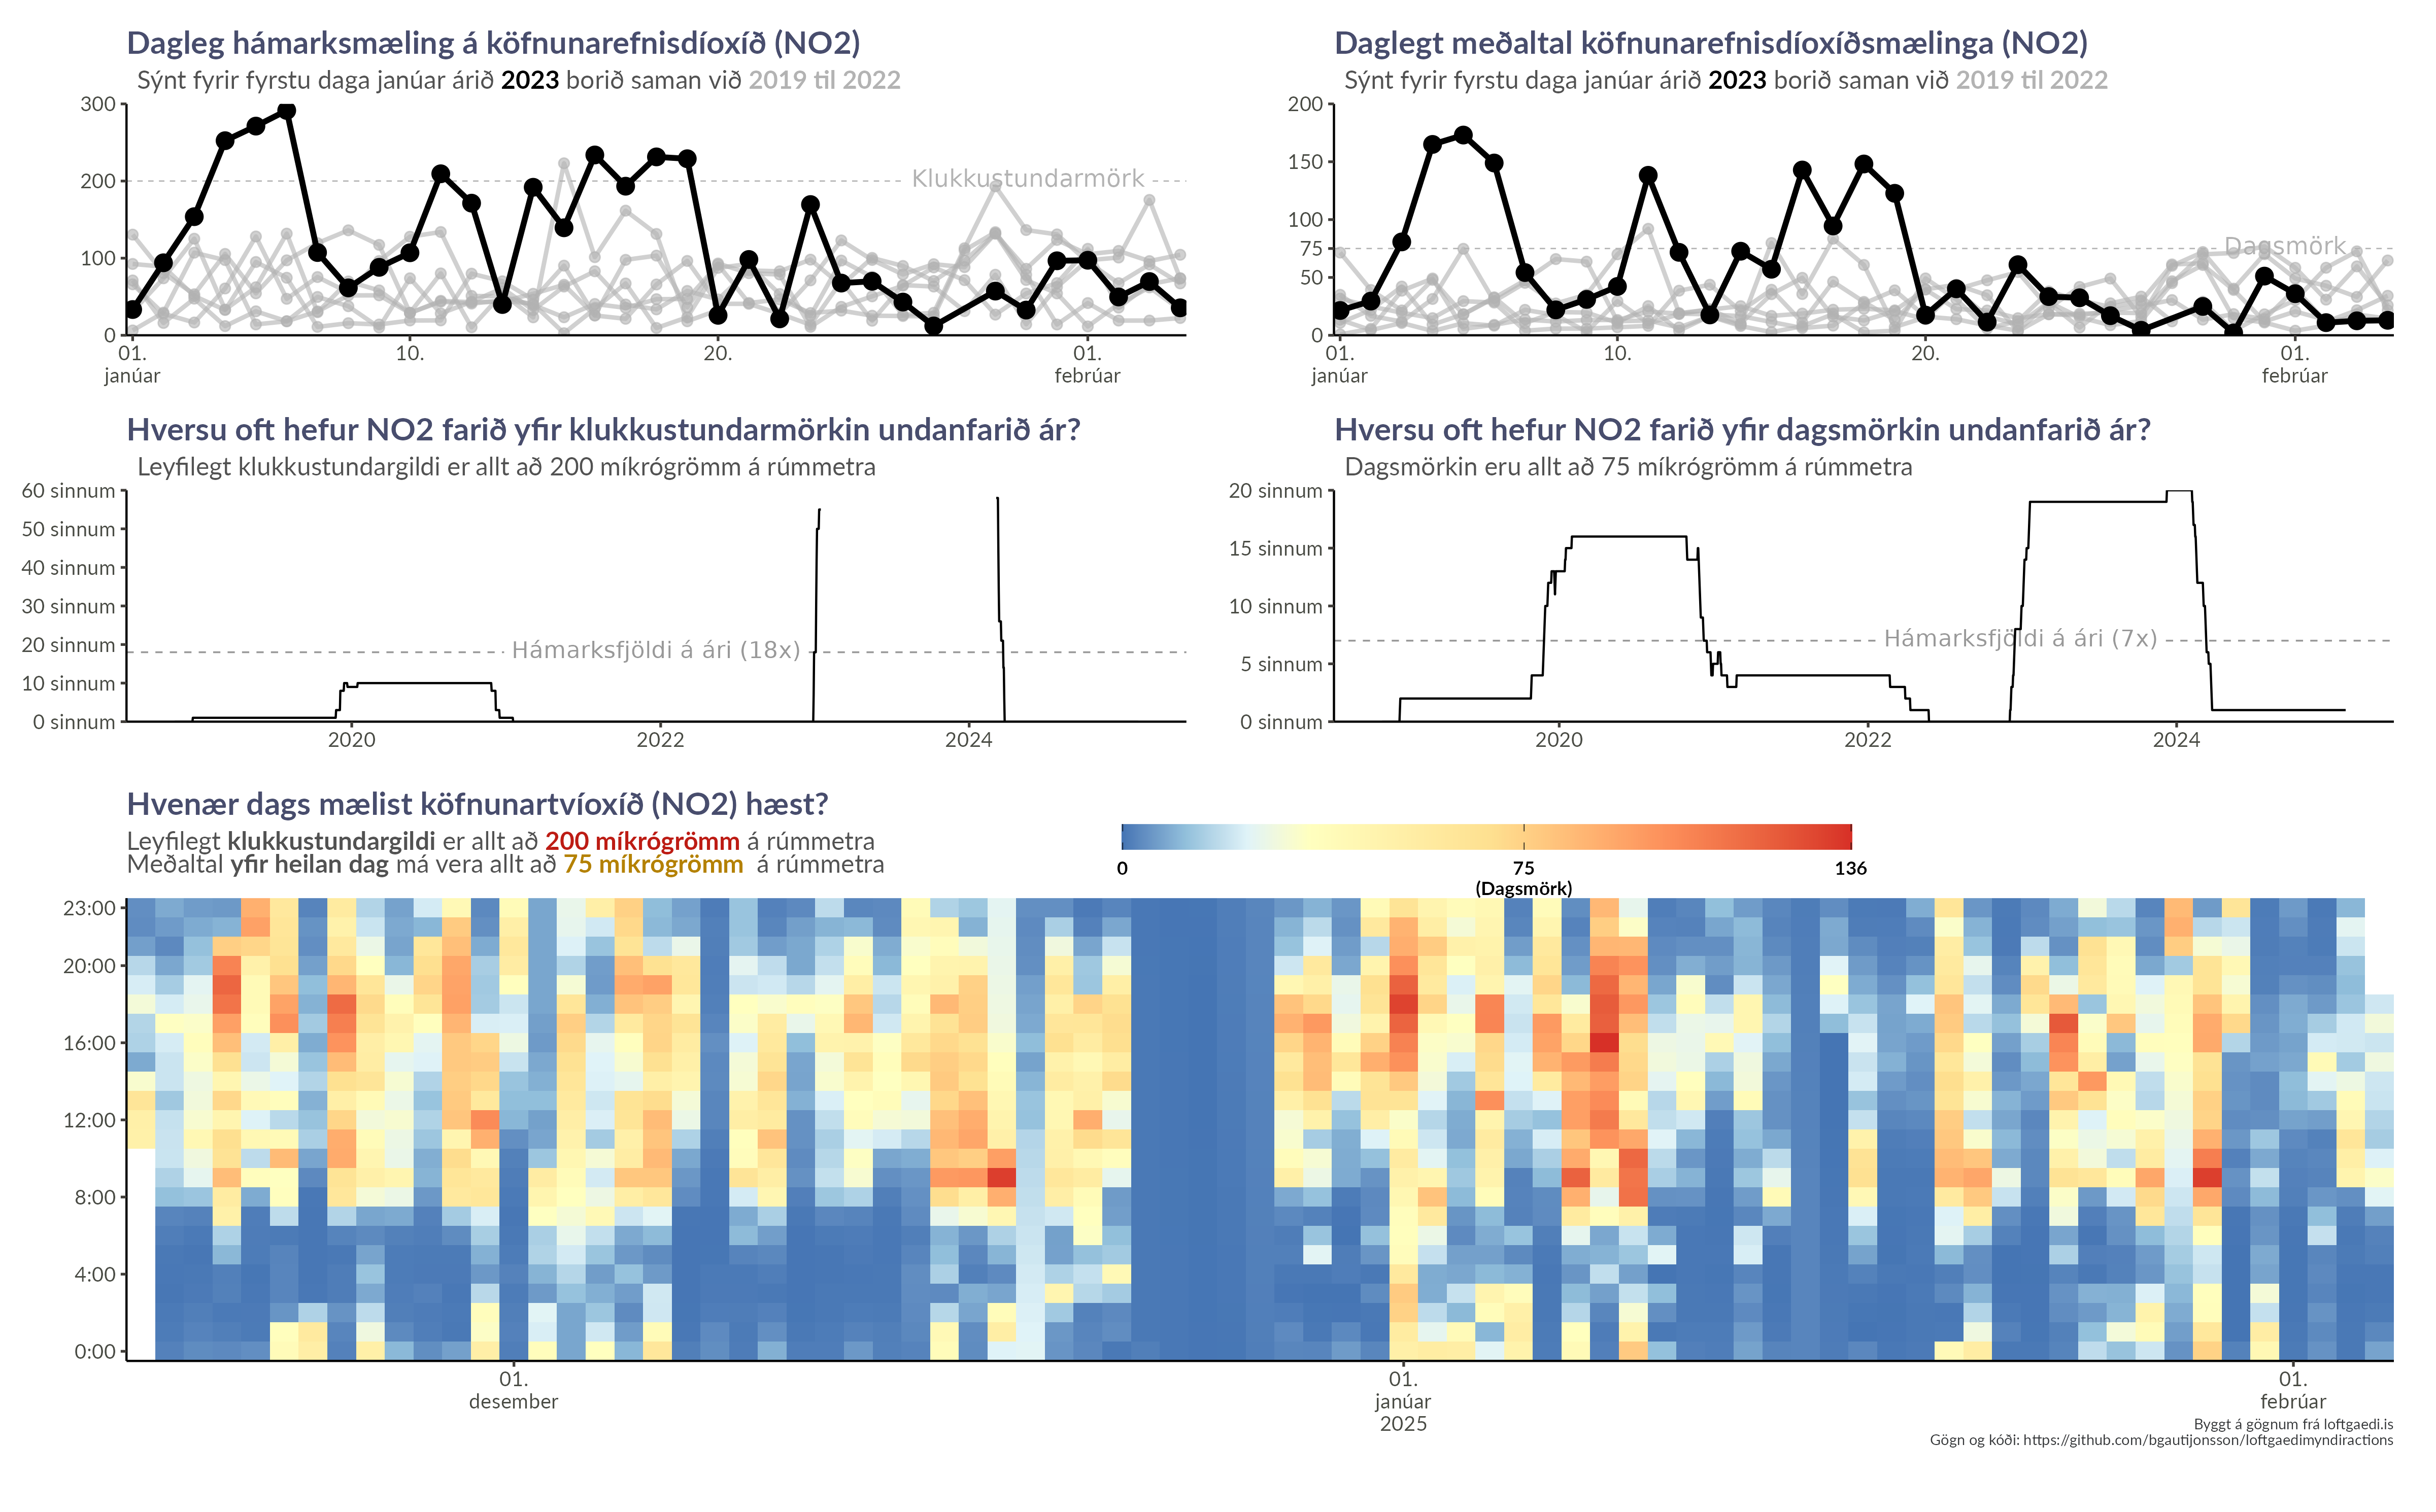 Dagleg hámarksmæling á köfnunarefnisdíoxíð (NO2)
Sýnt fyrir fyrstu daga janúar árið 2023 borið saman við 2019 til 2022
300
200
100
0
Klukkustundarmörk
01.
janúar
10.
20.
01.
febrúar
Daglegt meðaltal köfnunarefnisdíoxíðsmælinga (NO2)
Sýnt fyrir fyrstu daga janúar árið 2023 borið saman við 2019 til 2022
200
150
100
75
50
0
Dagsmörk
01.
janúar
10.
20.
01.
febrúar
Hversu oft hefur NO2 farið yfir klukkustundarmörkin undanfarið ár?
Leyfilegt klukkustundargildi er allt að 200 míkrógrömm á rúmmetra
60 sinnum
50 sinnum
40 sinnum
30 sinnum
20 sinnum
10 sinnum
0 sinnum
Hámarksfjöldi á ári (18x)
2020
2022
2024
Hversu oft hefur NO2 farið yfir dagsmörkin undanfarið ár?
Dagsmörkin eru allt að 75 míkrógrömm á rúmmetra
20 sinnum
15 sinnum
10 sinnum
5 sinnum
0 sinnum
Hámarksfjöldi á ári (7x)
2020
2022
2024
Hvenær dags mælist köfnunartvíoxíð (NO2) hæst?
Leyfilegt klukkustundargildi er allt að 200 míkrógrömm á rúmmetra
Meðaltal yfir heilan dag má vera allt að 75 míkrógrömm á rúmmetra
0
75
(Dagsmörk)
136
23:00
20:00
16:00
12:00
8:00
4:00
0:00
01.
desember
01.
janúar
2025
01.
febrúar
Byggt á gögnum frá loftgaedi.is
Gögn og kóði: https://github.com/bgautijonsson/loftgaedimyndiractions